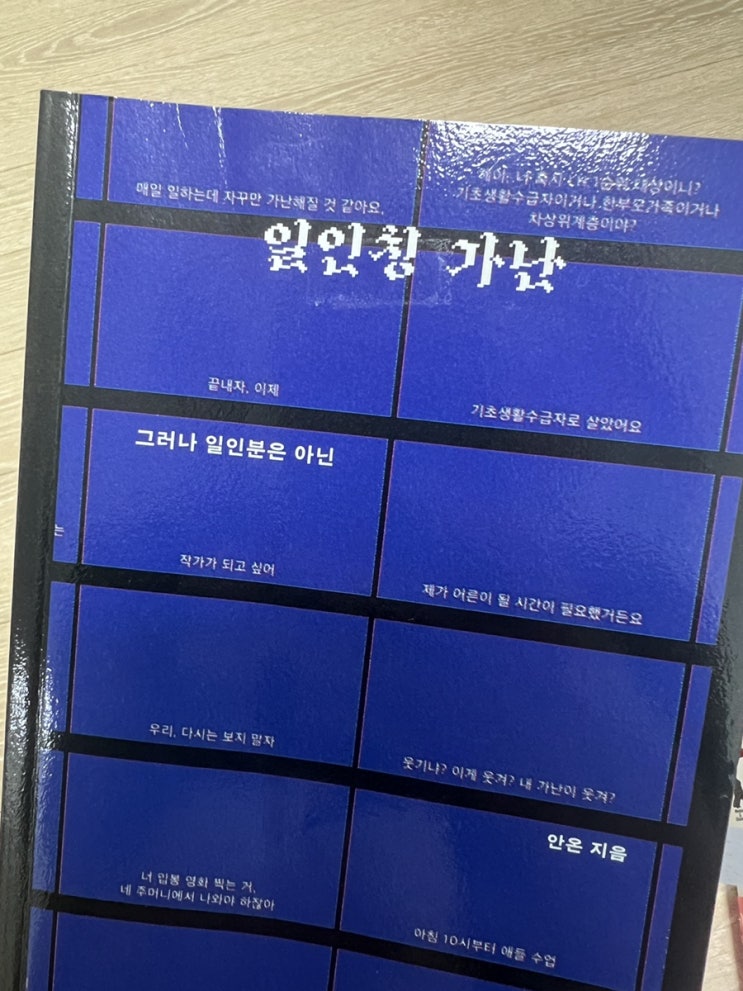 매일 일하는데 자꾸만 가난해질 것 같아요.
기초생활수급자이거나 한부모가족이거나
차상위계층이야?
일인칭 가난
끝내자, 이제
기초생활수급자로 살았어요
그러나 일인분은 아닌
는
작가가 되고 싶어
제가 어른이 될 시간이 필요했거든요
우리, 다시는 보지 말자
웃기냐? 이게 웃겨? 내 가난이 웃겨?
안온 지음
너 입봉 영화 찍는 거,
네 주머니에서 나와야 하잖아
아침 10시부터 애들 수업